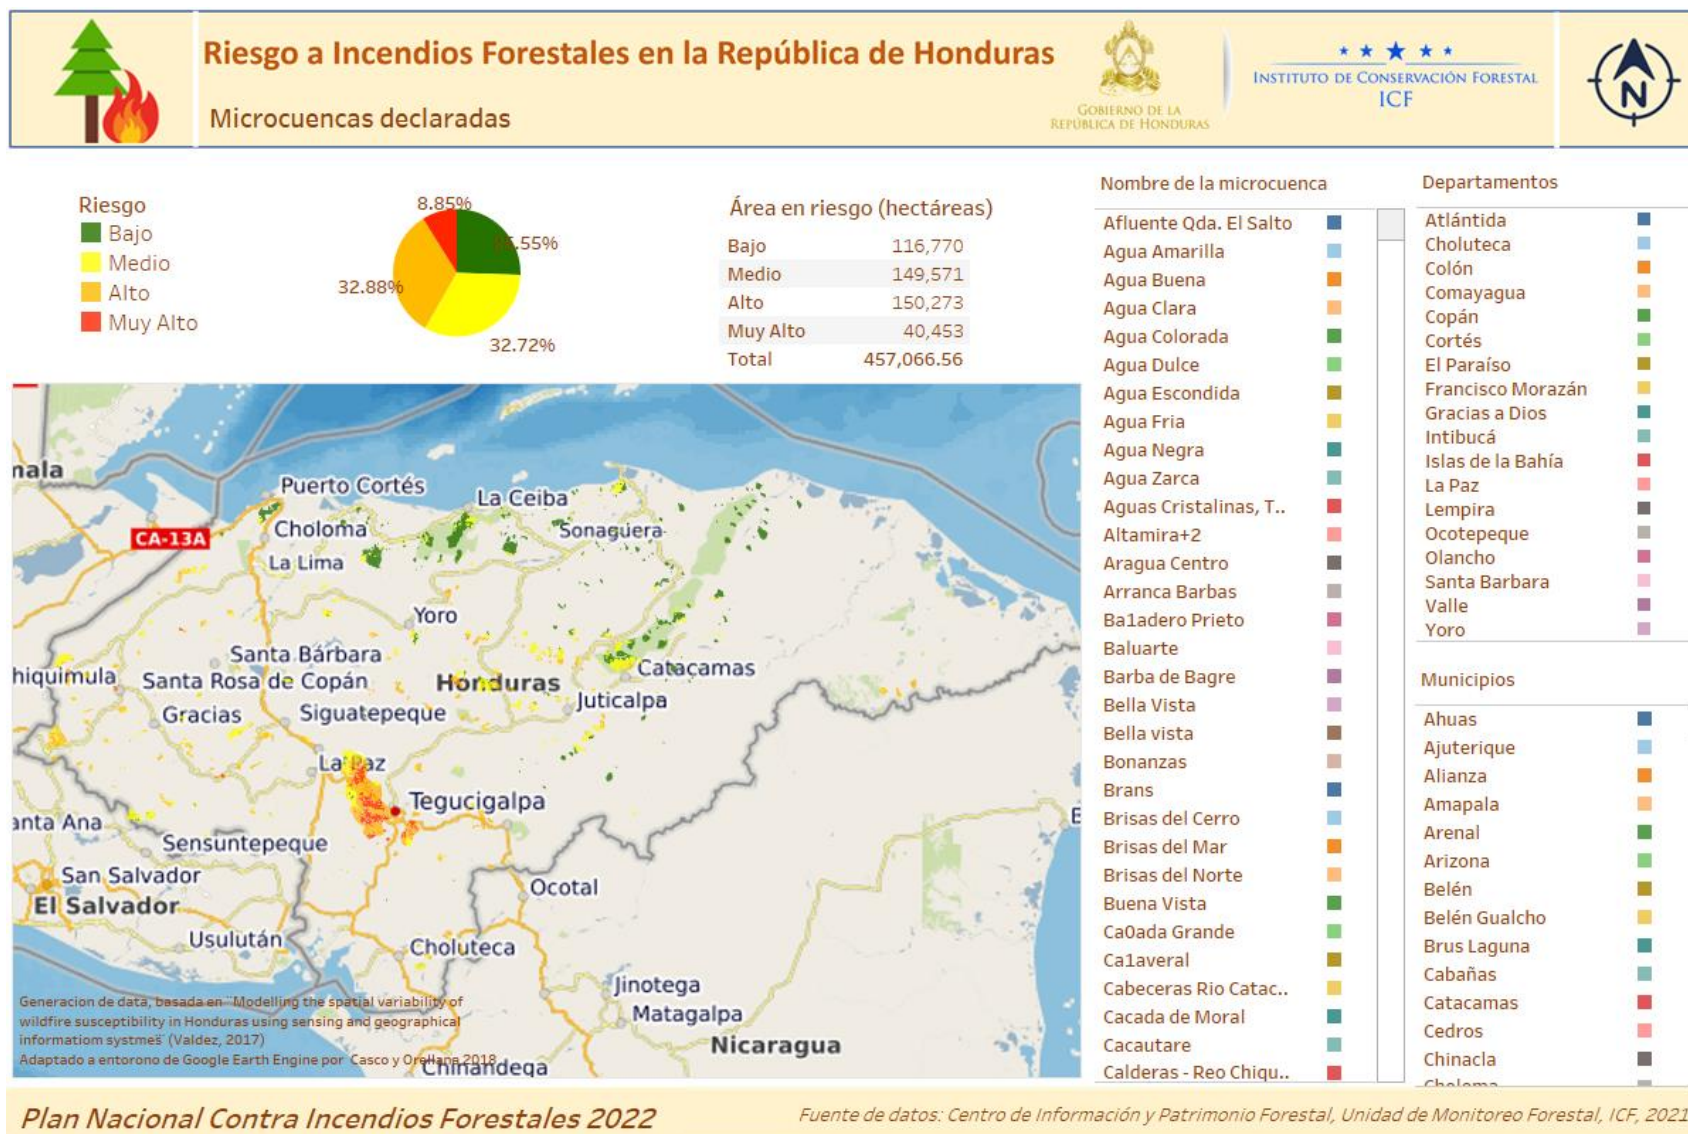 Riesgo a Incendios Forestales en la República de Honduras
Microcuencas declaradas
GOBIERNO DE LA
REPÚBLICA DE HONDURAS
INSTITUTO DE CONSERVACIÓN FORESTAL
ICF
N
Riesgo
Bajo
Medio
Alto
Muy Alto
8.85%
.55%
32.88%
32.72%
Área en riesgo (hectáreas)
Bajo 116,770
Medio 149,571
Alto 150,273
Muy Alto 40,453
Total 457,066.56
Nombre de la microcuenca
Afluente Qda. El Salto
Agua Amarilla
Agua Buena
Agua Clara
Agua Colorada
Agua Dulce
Agua Escondida
Agua Fria
Agua Negra
Agua Zarca
Aguas Cristalinas, T..
Altamira+2
Aragua Centro
Arranca Barbas
Ba1adero Prieto
Baluarte
Barba de Bagre
Bella Vista
Bella vista
Bonanzas
Brans
Brisas del Cerro
Brisas del Mar
Brisas del Norte
Buena Vista
Ca0ada Grande
Ca1averal
Cabeceras Rio Catac..
Cacada de Moral
Cacautare
Calderas - Reo Chiqu..
Departamentos
Atlántida
Choluteca
Colón
Comayagua
Copán
Cortés
El Paraíso
Francisco Morazán
Gracias a Dios
Intibucá
Islas de la Bahía
La Paz
Lempira
Ocotepeque
Olancho
Santa Barbara
Valle
Yoro
Municipios
Ahuas
Ajuterique
Alianza
Amapala
Arenal
Arizona
Belén
Belén Gualcho
Brus Laguna
Cabañas
Catacamas
Cedros
Chinacla
Choloma
nala
Puerto Cortés
La Ceiba
CA-13A
Choloma
Sonaguera
La Lima
Yoro
Santa Bárbara
hiquimula
Santa Rosa de Copán
Honduras
Catacamas
Gracias
Siguatepeque
Juticalpa
La Paz
Tegucigalpa
anta Ana
E
Sensuntepeque
San Salvador
Ocotal
El Salvador
Usulután
Choluteca
Jinotega
Matagalpa
Nicaragua
Chinandega
Generacion de data, basada en ¨Modelling the spatial variability of
wildfire susceptibility in Honduras using sensing and geographical
informatiom systmes¨ (Valdez, 2017)
Adaptado a entorono de Google Earth Engine por Casco y Orellana 2018
Plan Nacional Contra Incendios Forestales 2022
Fuente de datos: Centro de Información y Patrimonio Forestal, Unidad de Monitoreo Forestal, ICF, 2021